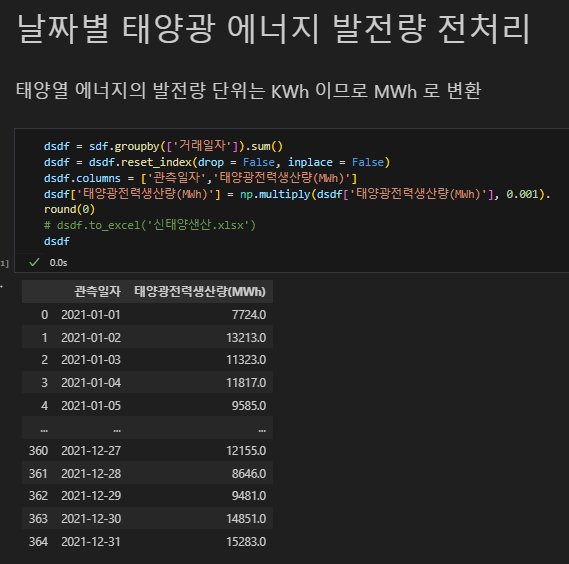 날짜별 태양광 에너지 발전량 전처리
태양열 에너지의 발전량 단위는 KWh 이므로 MWh 로 변환
dsdf = sdf.groupby(['거래일자']).sum()
dsdf = dsdf.reset_index(drop = False, inplace = False)
dsdf.columns = ['관측일자','태양광전력생산량(MWh)']
dsdf['태양광전력생산량(MWh)'] = np.multiply(dsdf['태양광전력생산량(MWh)'], 0.001).
round(0)
# dsdf.to_excel('신태양샌산.xlsx')
dsdf
1] ✓ 0.0s
관측일자 태양광전력생산량(MWh)
0 2021-01-01 7724.0
1 2021-01-02 13213.0
2 2021-01-03 11323.0
3 2021-01-04 11817.0
4 2021-01-05 9585.0
... ... ...
360 2021-12-27 12155.0
361 2021-12-28 8646.0
362 2021-12-29 9481.0
363 2021-12-30 14851.0
364 2021-12-31 15283.0